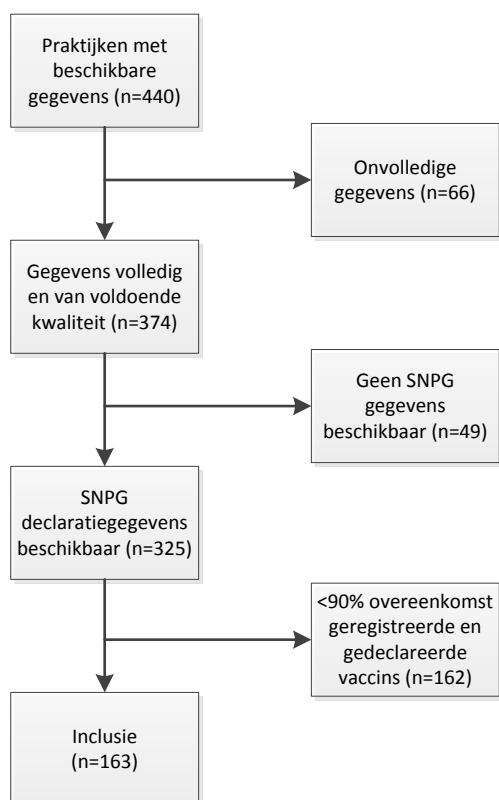 Praktijken met
beschikbare
gegevens (n=440)
Onvolledige
gegevens (n=66)
Gegevens volledig
en van voldoende
kwaliteit (n=374)
Geen SNPG
gegevens
beschikbaar (n=49)
SNPG
declaratiegegevens
beschikbaar (n=325)
<90% overeenkomst
geregistreerde en
gedeclareerde
vaccins (n=162)
Inclusie
(n=163)